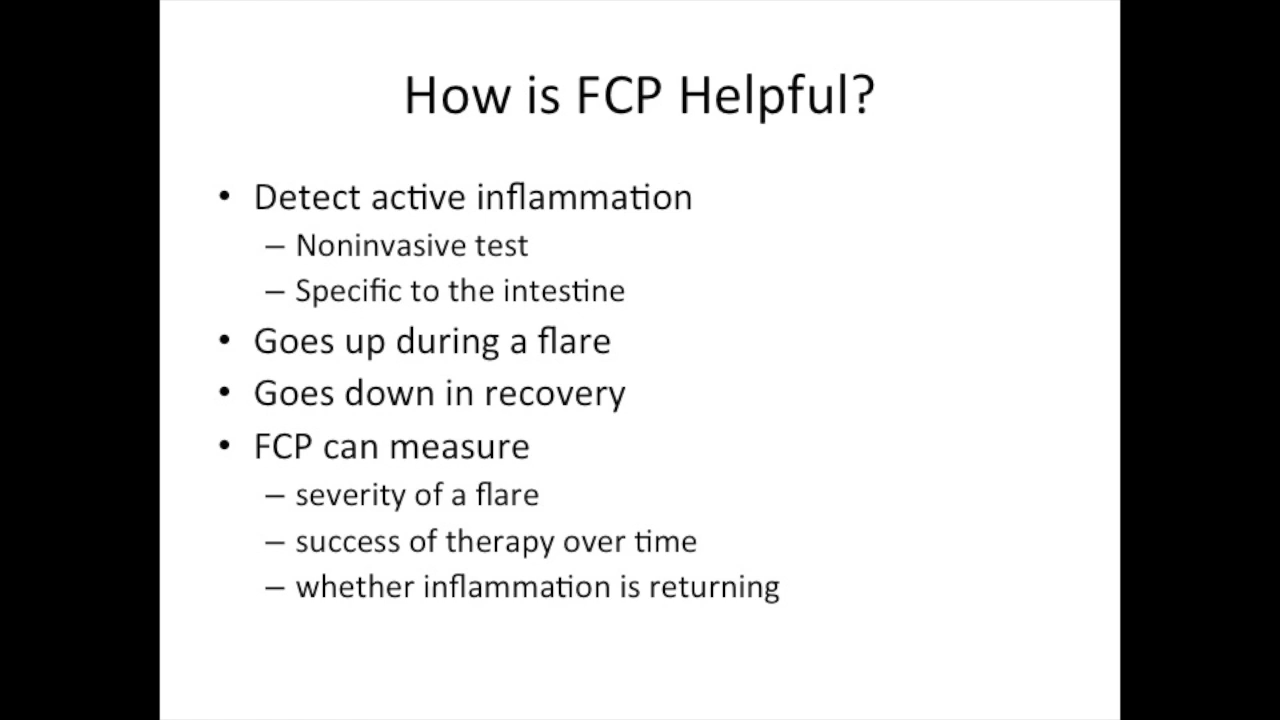 How is FCP Helpful?
• Detect active inflammation
– Noninvasive test
– Specific to the intestine
• Goes up during a flare
• Goes down in recovery
• FCP can measure
– severity of a flare
– success of therapy over time
– whether inflammation is returning